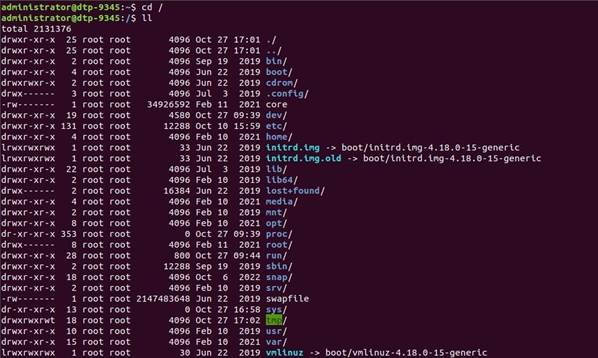 administrator@dtp-9345:~$ cd /
administrator@dtp-9345:/$ ll
total 2131376
drwxr-xr-x  25 root root       4096 Oct 27 17:01 ./
drwxr-xr-x  25 root root       4096 Oct 27 17:01 ../
drwxr-xr-x   2 root root       4096 Sep 19  2019 bin/
drwxr-xr-x   4 root root       4096 Jun 22  2019 boot/
drwxrwxr-x   2 root root       4096 Jun 22  2019 cdrom/
drwx------   3 root root       4096 Jul  3  2019 .config/
-rw-------   1 root root   34926592 Feb 11  2021 core
drwxr-xr-x  19 root root       4580 Oct 27 09:39 dev/
drwxr-xr-x 131 root root      12288 Oct 10 15:59 etc/
drwxr-xr-x   4 root root       4096 Feb 10  2021 home/
lrwxrwxrwx   1 root root         33 Jun 22  2019 initrd.img -> boot/initrd.img-4.18.0-15-generic
lrwxrwxrwx   1 root root         33 Jun 22  2019 initrd.img.old -> boot/initrd.img-4.18.0-15-generic
drwxr-xr-x  22 root root       4096 Jul  3  2019 lib/
drwxr-xr-x   2 root root       4096 Feb 10  2019 lib64/
drwx------   2 root root      16384 Jun 22  2019 lost+found/
drwxr-xr-x   4 root root       4096 Feb 10  2021 media/
drwxr-xr-x   2 root root       4096 Feb 10  2019 mnt/
drwxr-xr-x   8 root root       4096 Feb 10  2021 opt/
dr-xr-xr-x 353 root root          0 Oct 27 09:39 proc/
drwx------   8 root root       4096 Feb 11  2021 root/
drwxr-xr-x  28 root root        800 Oct 27 09:44 run/
drwxr-xr-x   2 root root      12288 Sep 19  2019 sbin/
drwxr-xr-x  18 root root       4096 Oct  6  2022 snap/
drwxr-xr-x   2 root root       4096 Feb 10  2019 srv/
-rw-------   1 root root 2147483648 Jun 22  2019 swapfile
dr-xr-xr-x  13 root root          0 Oct 27 16:58 sys/
drwxrwxrwt  18 root root       4096 Oct 27 17:02 tmp/
drwxr-xr-x  10 root root       4096 Feb 10  2019 usr/
drwxr-xr-x  15 root root       4096 Feb 10  2021 var/
lrwxrwxrwx   1 root root         30 Jun 22  2019 vmlinuz -> boot/vmlinuz-4.18.0-15-generic